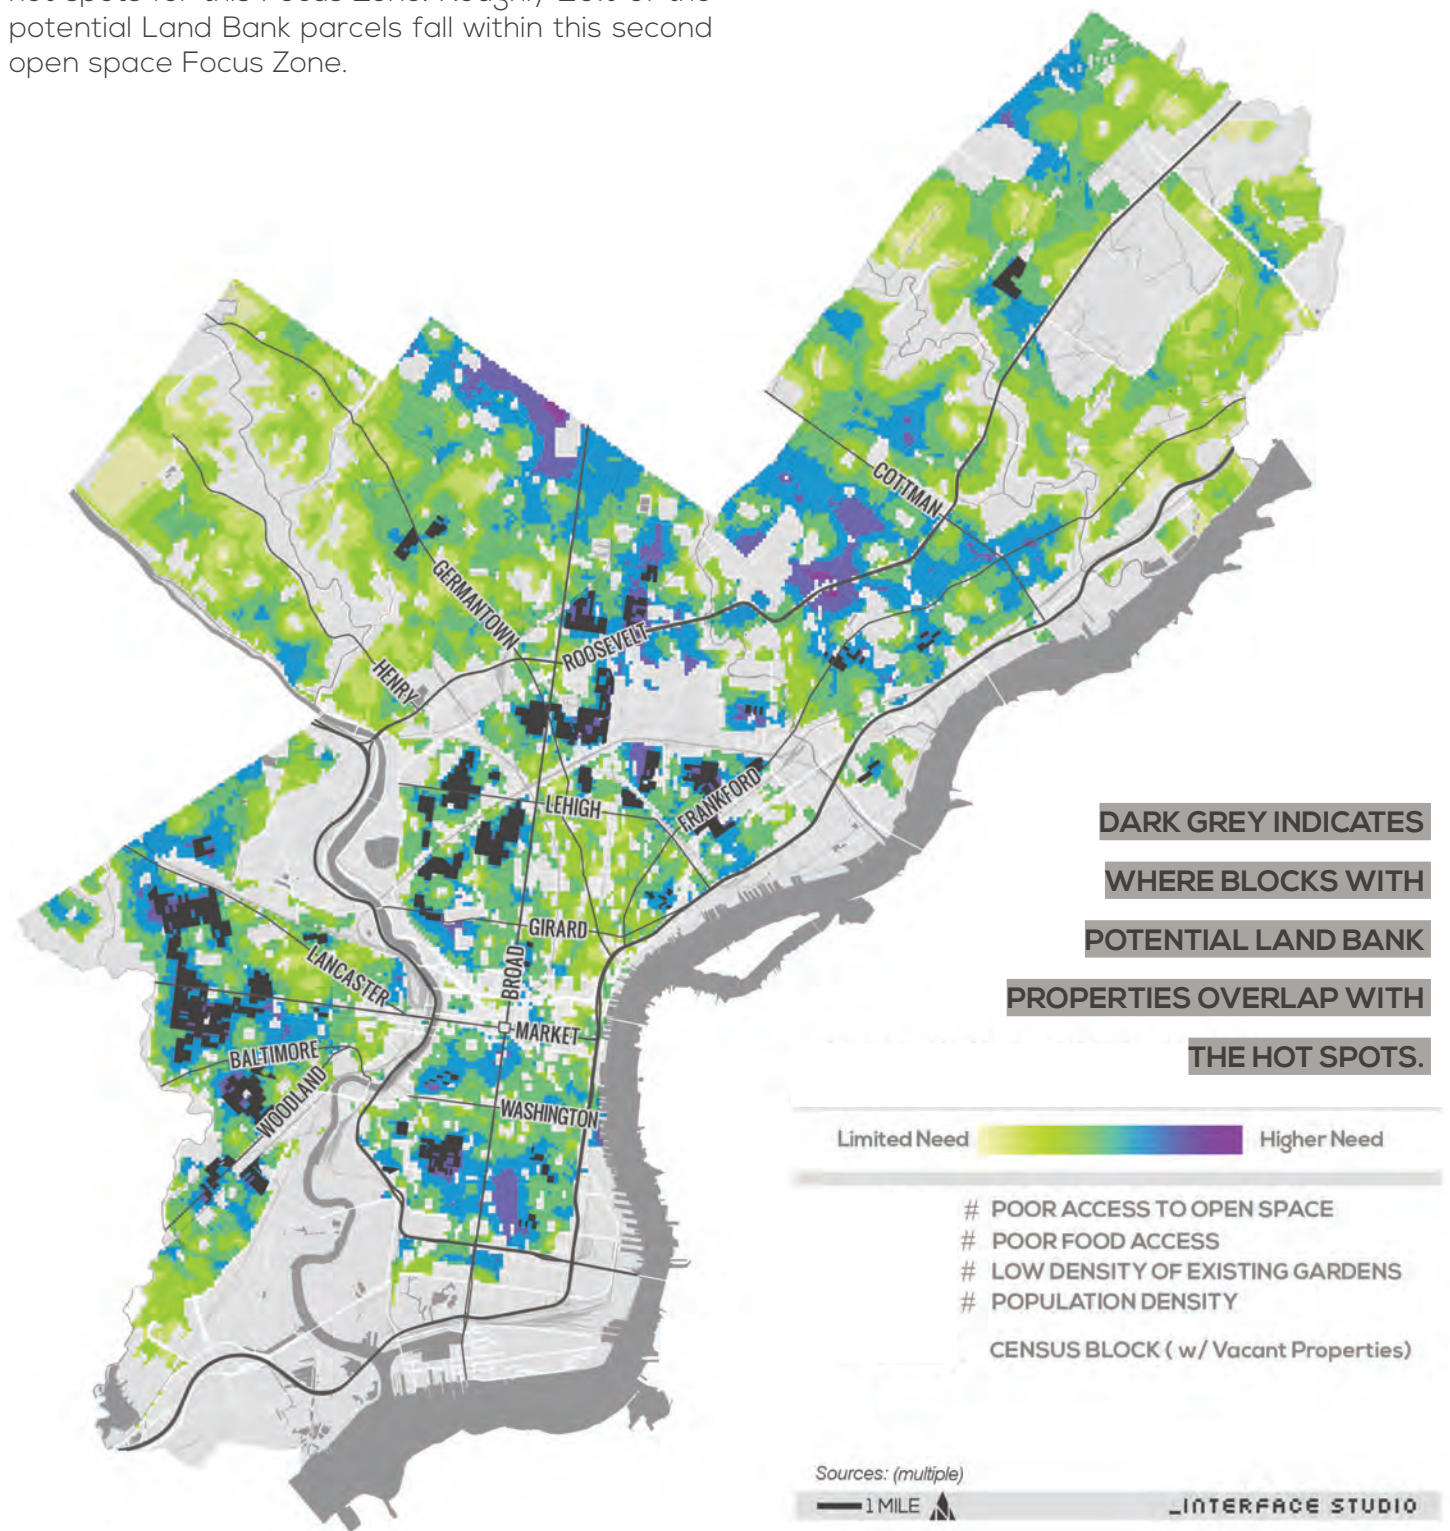 potential Land Bank parcels fall within this second
open space Focus Zone.
COTTMAN
GERMANTOWN
ROOSEVELT
HENRY
LEHIGH
FRANKFORD
GIRARD
LANCASTER
BROAD
MARKET
BALTIMORE
WOODLAND
WASHINGTON
DARK GREY INDICATES
WHERE BLOCKS WITH
POTENTIAL LAND BANK
PROPERTIES OVERLAP WITH
THE HOT SPOTS.
Limited Need
Higher Need
# POOR ACCESS TO OPEN SPACE
# POOR FOOD ACCESS
# LOW DENSITY OF EXISTING GARDENS
# POPULATION DENSITY
CENSUS BLOCK ( w/ Vacant Properties)
Sources: (multiple)
1 MILE
_INTERFACE STUDIO